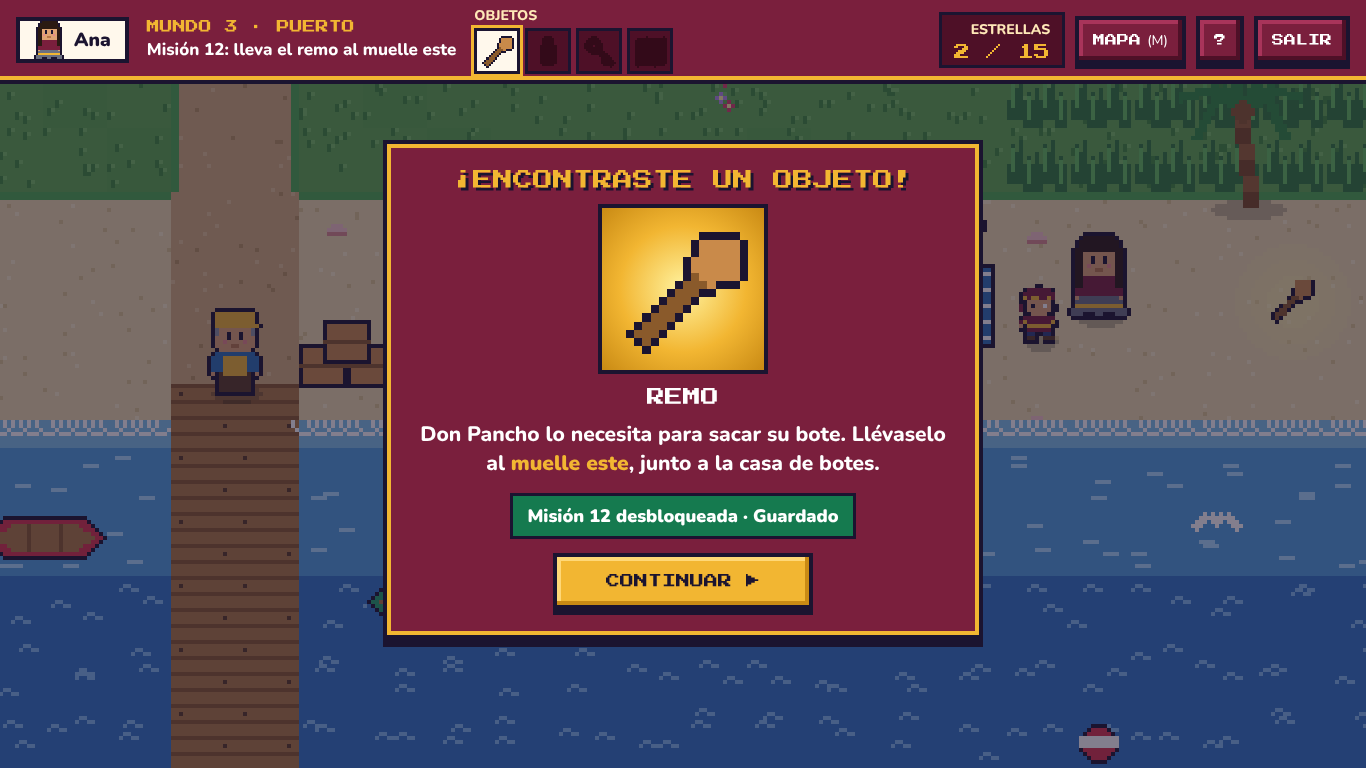 Ana
MUNDO 3 · PUERTO
Misión 12: lleva el remo al muelle este
OBJETOS
ESTRELLAS
2 / 15
MAPA (M)
?
SALIR
¡ENCONTRASTE UN OBJETO!
REMO
Don Pancho lo necesita para sacar su bote. Llévaselo
al muelle este, junto a la casa de botes.
Misión 12 desbloqueada · Guardado
CONTINUAR ▶